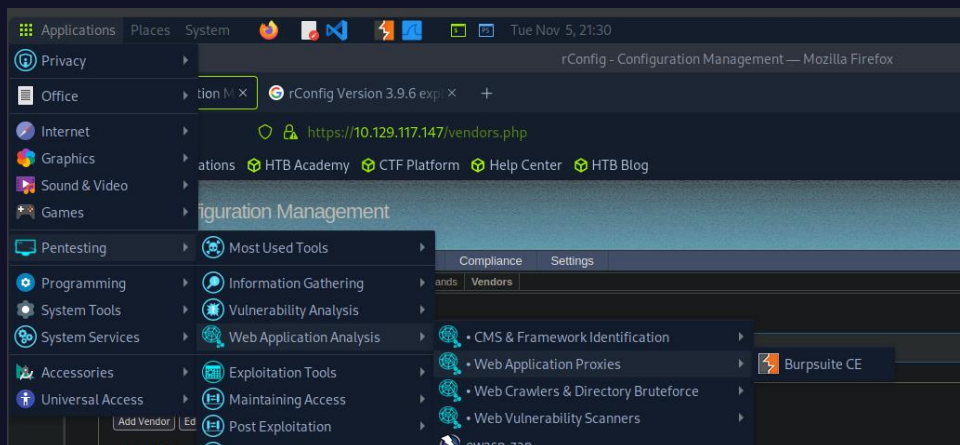 Applications Places System Tue Nov 5, 21:30
Privacy rConfig - Configuration Management — Mozilla Firefox
Office tion M × rConfig Version 3.9.6 exp × +
Internet https://10.129.117.147/vendors.php
Graphics ations HTB Academy CTF Platform Help Center HTB Blog
Sound & Video
Games figuration Management
Pentesting Most Used Tools
Compliance Settings
Programming Information Gathering ands Vendors
System Tools Vulnerability Analysis
System Services Web Application Analysis • CMS & Framework Identification
• Web Application Proxies Burpsuite CE
Accessories Exploitation Tools
Universal Access Maintaining Access • Web Crawlers & Directory Bruteforce
Add Vendor Ed Post Exploitation • Web Vulnerability Scanners
owasp-zap